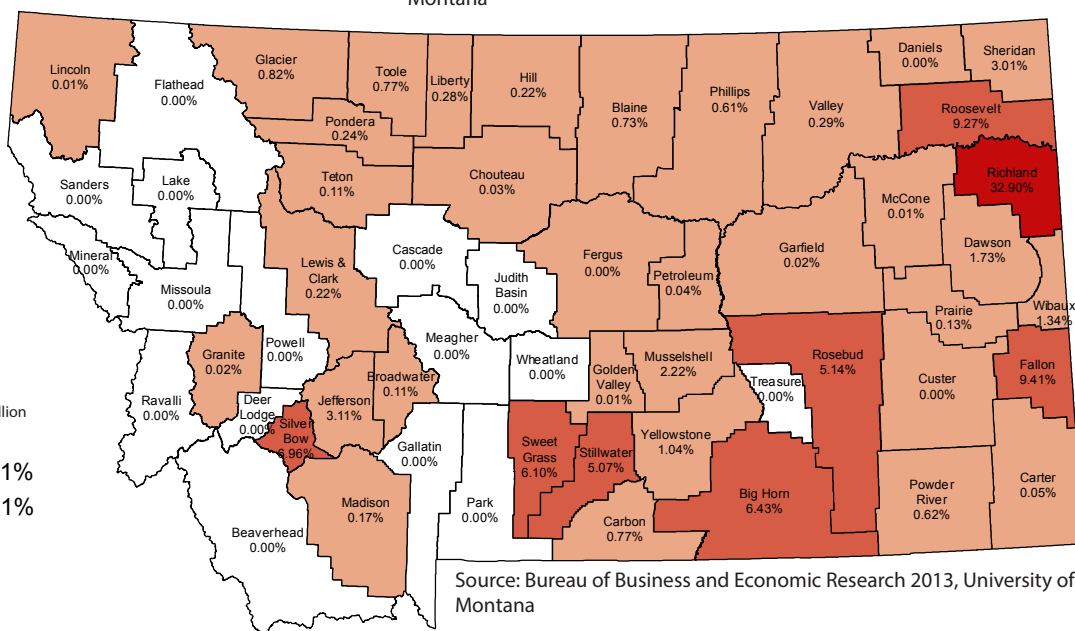 Montana
Lincoln
0.01%
Flathead
0.00%
Glacier
0.82%
Toole
0.77%
Liberty
0.28%
Hill
0.22%
Blaine
0.73%
Phillips
0.61%
Valley
0.29%
Daniels
0.00%
Sheridan
3.01%
Roosevelt
9.27%
Pondera
0.24%
Teton
0.11%
Chouteau
0.03%
Richland
32.90%
McCone
0.01%
Sanders
0.00%
Lake
0.00%
Mineral
0.00%
Missoula
0.00%
Lewis &
Clark
0.22%
Cascade
0.00%
Judith
Basin
0.00%
Fergus
0.00%
Petroleum
0.04%
Garfield
0.02%
Dawson
1.73%
Prairie
0.13%
Wibaux
1.34%
Granite
0.02%
Powell
0.00%
Meagher
0.00%
Wheatland
0.00%
Golden
Valley
0.01%
Musselshell
2.22%
Treasure
0.00%
Rosebud
5.14%
Custer
0.00%
Fallon
9.41%
Ravalli
0.00%
Deer
Lodge
0.00%
Silver
Bow
6.96%
Jefferson
3.11%
Broadwater
0.11%
Gallatin
0.00%
Park
0.00%
Sweet
Grass
6.10%
Stillwater
5.07%
Yellowstone
1.04%
Big Horn
6.43%
Powder
River
0.62%
Carter
0.05%
Beaverhead
0.00%
Madison
0.17%
Carbon
0.77%
llion
1%
1%
Source: Bureau of Business and Economic Research 2013, University of
Montana